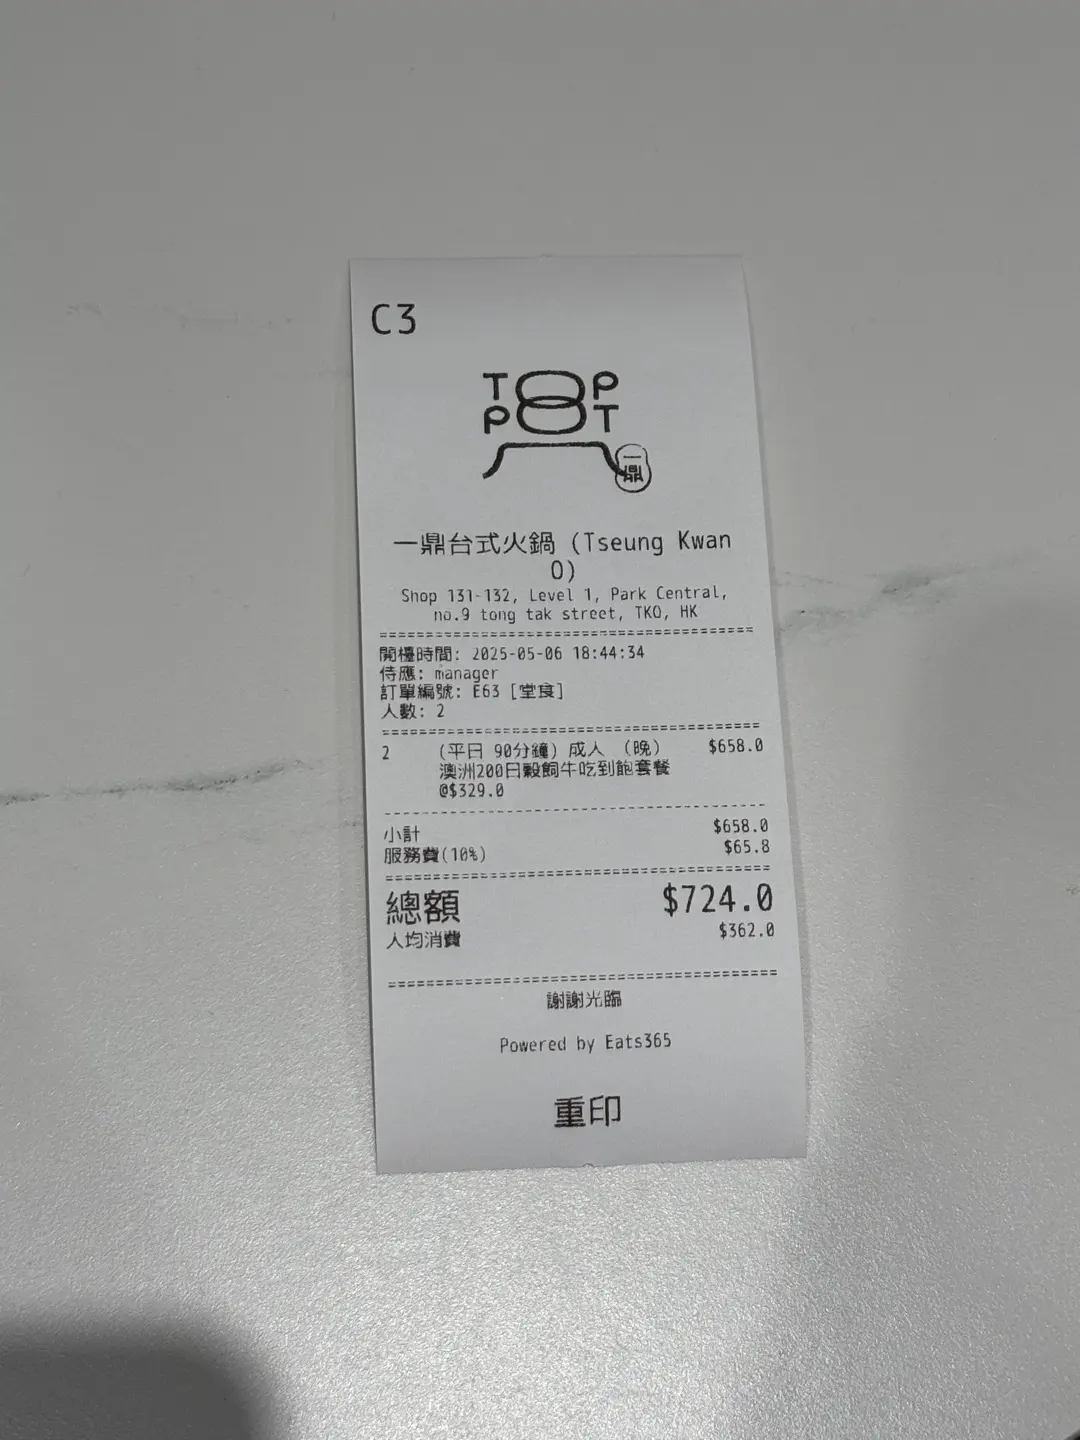 C3
TOP
POT
一鼎
一鼎台式火鍋 (Tseung Kwan
O)
Shop 131-132, Level 1, Park Central,
no.9 tong tak street, TKO, HK
開檯時間: 2025-05-06 18:44:34
侍應: manager
訂單編號: E63 [堂食]
人數: 2
2 (平日 90分鐘) 成人 (晚) $658.0
澳洲200日穀飼牛吃到飽套餐
@$329.0
小計 $658.0
服務費(10%) $65.8
總額 $724.0
人均消費 $362.0
謝謝光臨
Powered by Eats365
重印